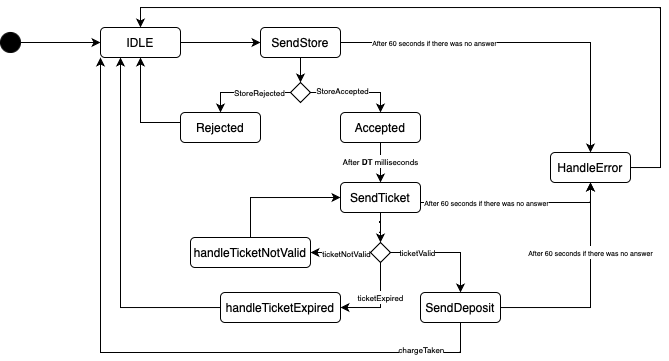 IDLE
SendStore
After 60 seconds if there was no answer
StoreRejected
StoreAccepted
Rejected
Accepted
After DT milliseconds
HandleError
SendTicket
After 60 seconds if there was no answer
handleTicketNotValid
ticketNotValid
ticketValid
After 60 seconds if there was no answer
ticketExpired
handleTicketExpired
SendDeposit
chargeTaken